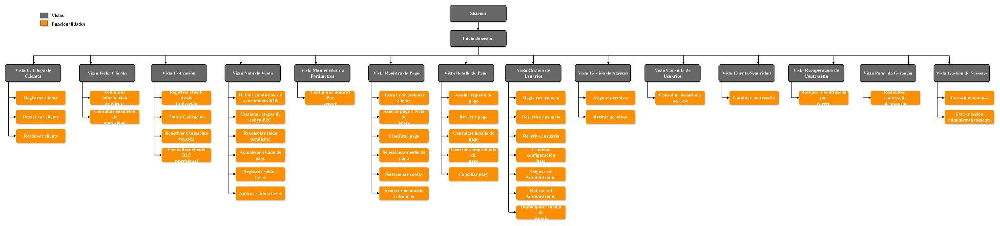 Vistas
Funcionalidades
Sistema
Inicio de sesión
Vista Catálogo de
Clientes
Registrar cliente
Desactivar cliente
Reactivar cliente
Vista Ficha Cliente
Actualizar
información
de cliente
Consultar condición
de
morosidad
Vista Cotización
Registrar cliente
desde
Cotización
Emitir Cotización
Reactivar Cotización
vencida
Formalizar cliente
B2C
provisional
Vista Nota de Venta
Definir condiciones y
vencimiento B2B
Gestionar etapas de
cobro B2C
Recalcular saldo
pendiente
Actualizar estado de
pago
Registrar saldo a
favor
Aplicar saldo a favor
Vista Mantenedor de
Parámetros
Configurar umbral
Por
vencer
Vista Registro de Pago
Buscar y seleccionar
cliente
Asociar pago a Nota
de
Venta
Clasificar pago
Seleccionar medio de
pago
Seleccionar cuotas
Asociar documento
tributario
Vista Detalle de Pago
Anular registro de
pago
Revertir pago
Consultar detalle de
pago
Generar comprobante
de
pago
Conciliar pago
Vista Gestión de
Usuarios
Registrar usuario
Desactivar usuario
Reactivar usuario
Cambiar
configuración
base
Asignar rol
Administrador
Retirar rol
Administrador
Desbloquear cuenta
de
usuario
Vista Gestión de Accesos
Asignar permisos
Retirar permisos
Vista Consulta de
Usuarios
Consultar usuarios y
accesos
Vista Cuenta/Seguridad
Cambiar contraseña
Vista Recuperación de
Contraseña
Recuperar contraseña
por
correo
Vista Panel de Gerencia
Restablecer
contraseña
de usuario
Vista Gestión de Sesiones
Consultar sesiones
Cerrar sesión
administrativamente